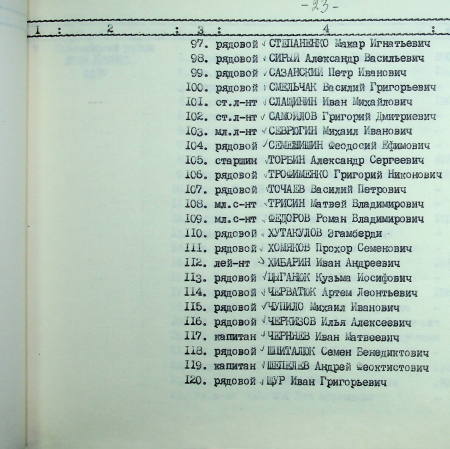 -23-
1 : 2 : 3 : 4 :
97. рядовой СТЕПАНЕНКО Макар Игнатьевич
98. рядовой СИРЫЙ Александр Васильевич
99. рядовой САЗАНСКИЙ Петр Иванович
100. рядовой СМЕЛЬЧАК Василий Григорьевич
101. ст.л-нт СЛАЩИНИН Иван Михайлович
102. ст.л-нт САМОЙЛОВ Григорий Дмитриевич
103. мл.л-нт СЕВРЮГИН Михаил Иванович
104. рядовой СЕМЕНИШИН Феодосий Ефимович
105. старшин ТОРБИН Александр Сергеевич
106. рядовой ТРОФИМЕНКО Григорий Никонович
107. рядовой ТОЧАЕВ Василий Петрович
108. мл.с-нт ТРИСИН Матвей Владимирович
109. мл.с-нт ФЕДОРОВ Роман Владимирович
110. рядовой ХУТАКУЛОВ Эгамберди
111. рядовой ХОМЯКОВ Прохор Семенович
112. лей-нт ХИБАРИН Иван Андреевич
113. рядовой ЦЫГАНЮК Кузьма Иосифович
114. рядовой ЧЕРВАТЮК Артем Леонтьевич
115. рядовой ЧУПИЛО Михаил Иванович
116. рядовой ЧЕРКИЗОВ Илья Алексеевич
117. капитан ЧЕРНЯЕВ Иван Матвеевич
118. рядовой ШПИТАЛЮК Семен Бенедиктович
119. капитан ШЕПЕЛЕВ Андрей Феоктистович
120. рядовой ЩУР Иван Григорьевич